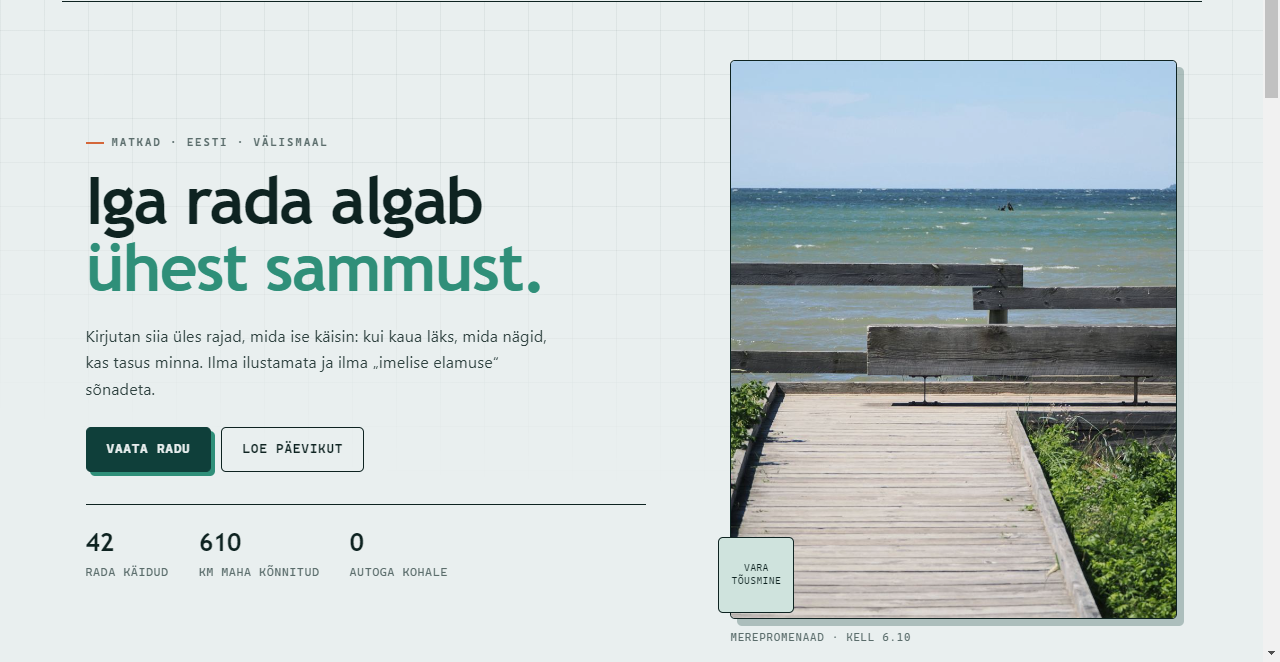 MATKAD · EESTI · VÄLISMAAL
Iga rada algab
ühest sammust.
Kirjutan siia üles rajad, mida ise käisin: kui kaua läks, mida nägid,
kas tasus minna. Ilma ilustamata ja ilma „imelise elamuse“
sõnadeta.
VAATA RADU
LOE PÄEVIKUT
42
RADA KÄIDUD
610
KM MAHA KÕNNITUD
0
AUTOGA KOHALE
VARA
TÕUSMINE
MEREPROMENAAD · KELL 6.10